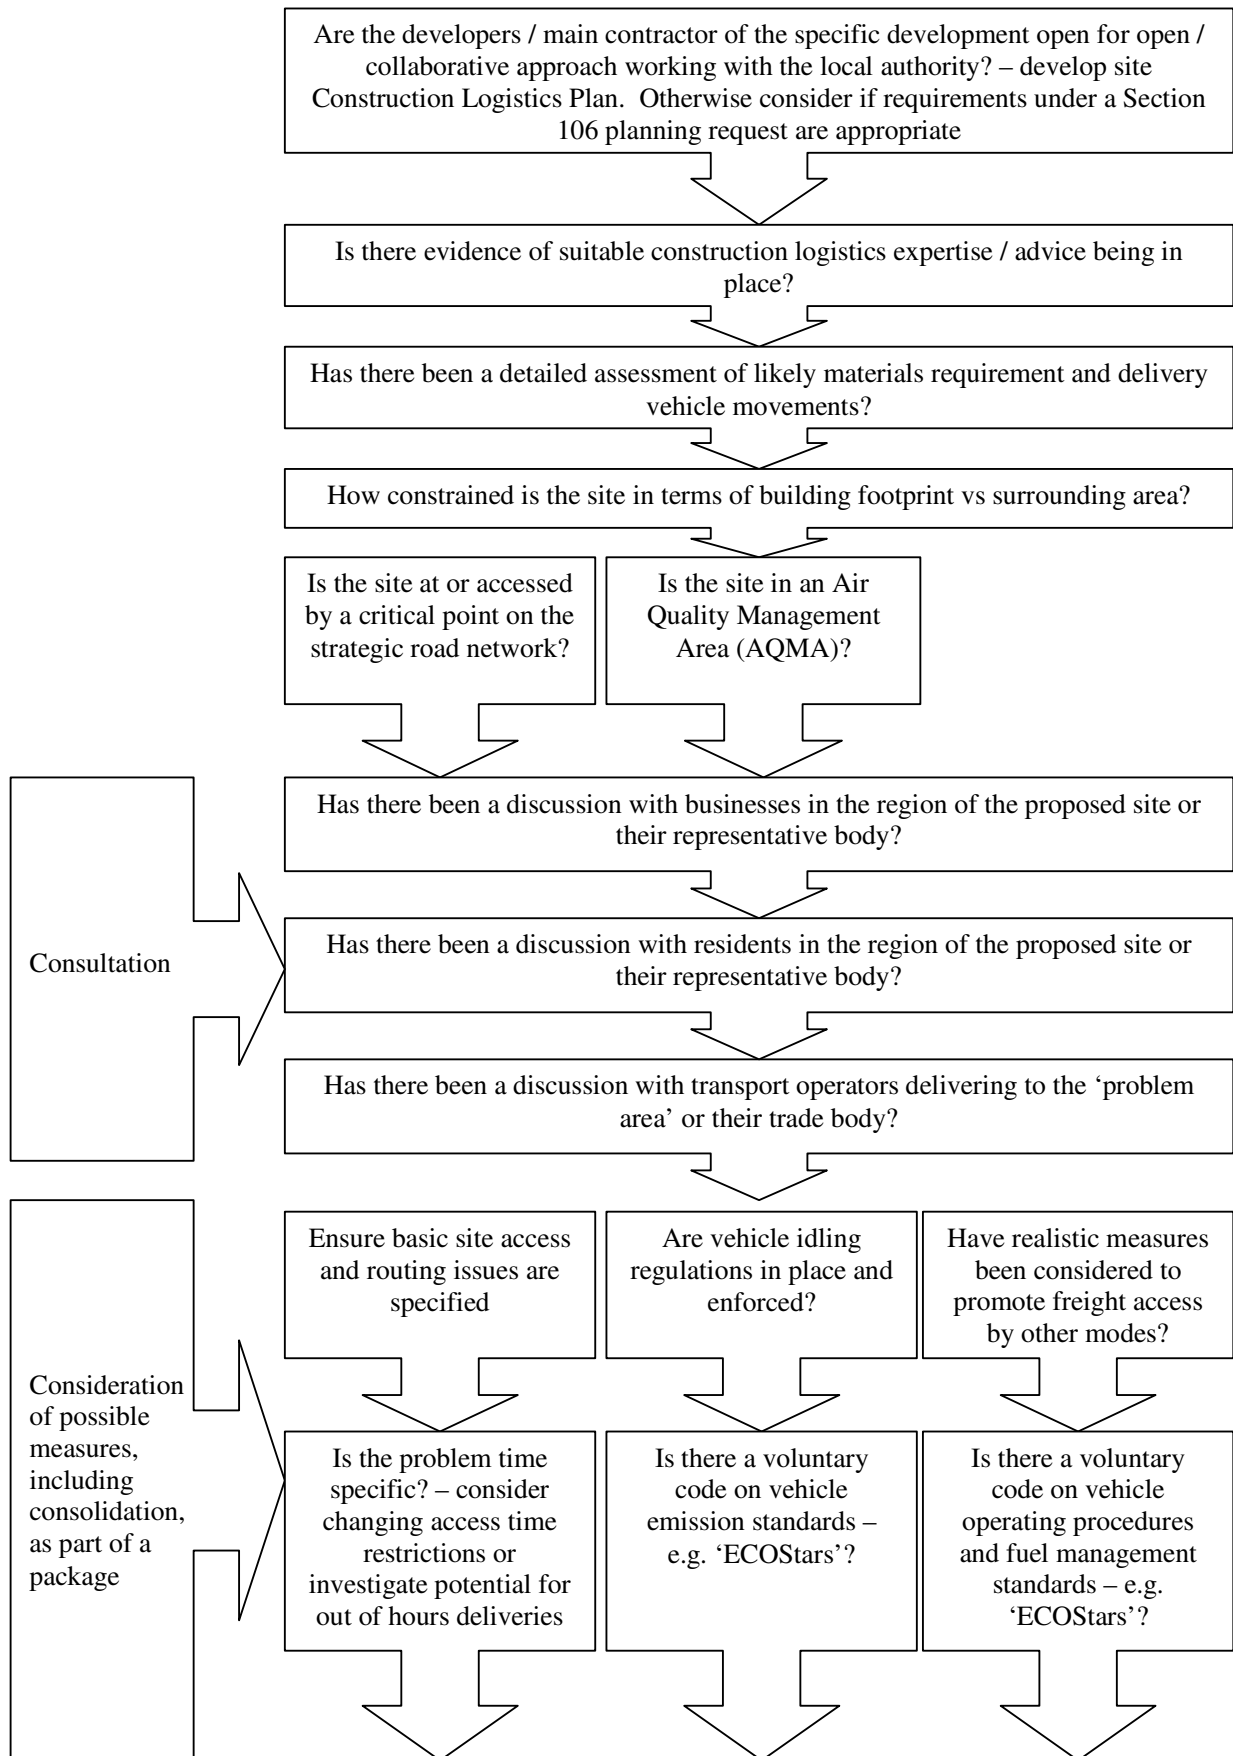 Are the developers / main contractor of the specific development open for open /
collaborative approach working with the local authority? – develop site
Construction Logistics Plan.  Otherwise consider if requirements under a Section
106 planning request are appropriate
Is there evidence of suitable construction logistics expertise / advice being in
place?
Has there been a detailed assessment of likely materials requirement and delivery
vehicle movements?
How constrained is the site in terms of building footprint vs surrounding area?
Is the site at or accessed
by a critical point on the
strategic road network?
Is the site in an Air
Quality Management
Area (AQMA)?
Consultation
Has there been a discussion with businesses in the region of the proposed site or
their representative body?
Has there been a discussion with residents in the region of the proposed site or
their representative body?
Has there been a discussion with transport operators delivering to the ‘problem
area’ or their trade body?
Consideration
of possible
measures,
including
consolidation,
as part of a
package
Ensure basic site access
and routing issues are
specified
Are vehicle idling
regulations in place and
enforced?
Have realistic measures
been considered to
promote freight access
by other modes?
Is the problem time
specific? – consider
changing access time
restrictions or
investigate potential for
out of hours deliveries
Is there a voluntary
code on vehicle
emission standards –
e.g. ‘ECOStars’?
Is there a voluntary
code on vehicle
operating procedures
and fuel management
standards – e.g.
‘ECOStars’?